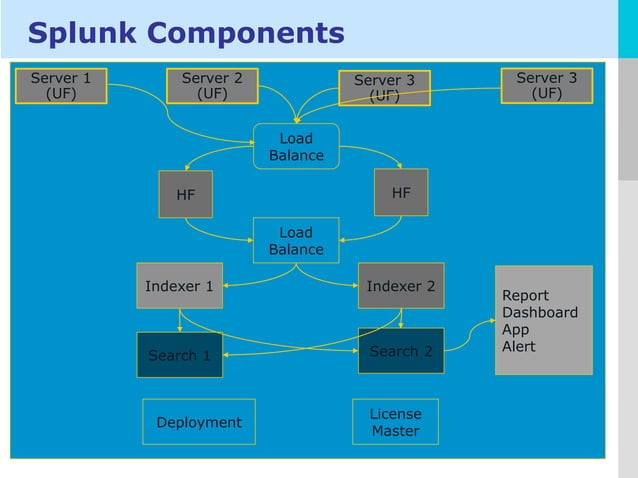 Splunk Components
Server 1
(UF)
Server 2
(UF)
Server 3
(UF)
Server 3
(UF)
Load
Balance
HF
HF
Load
Balance
Indexer 1
Indexer 2
Report
Dashboard
App
Alert
Search 1
Search 2
Deployment
License
Master